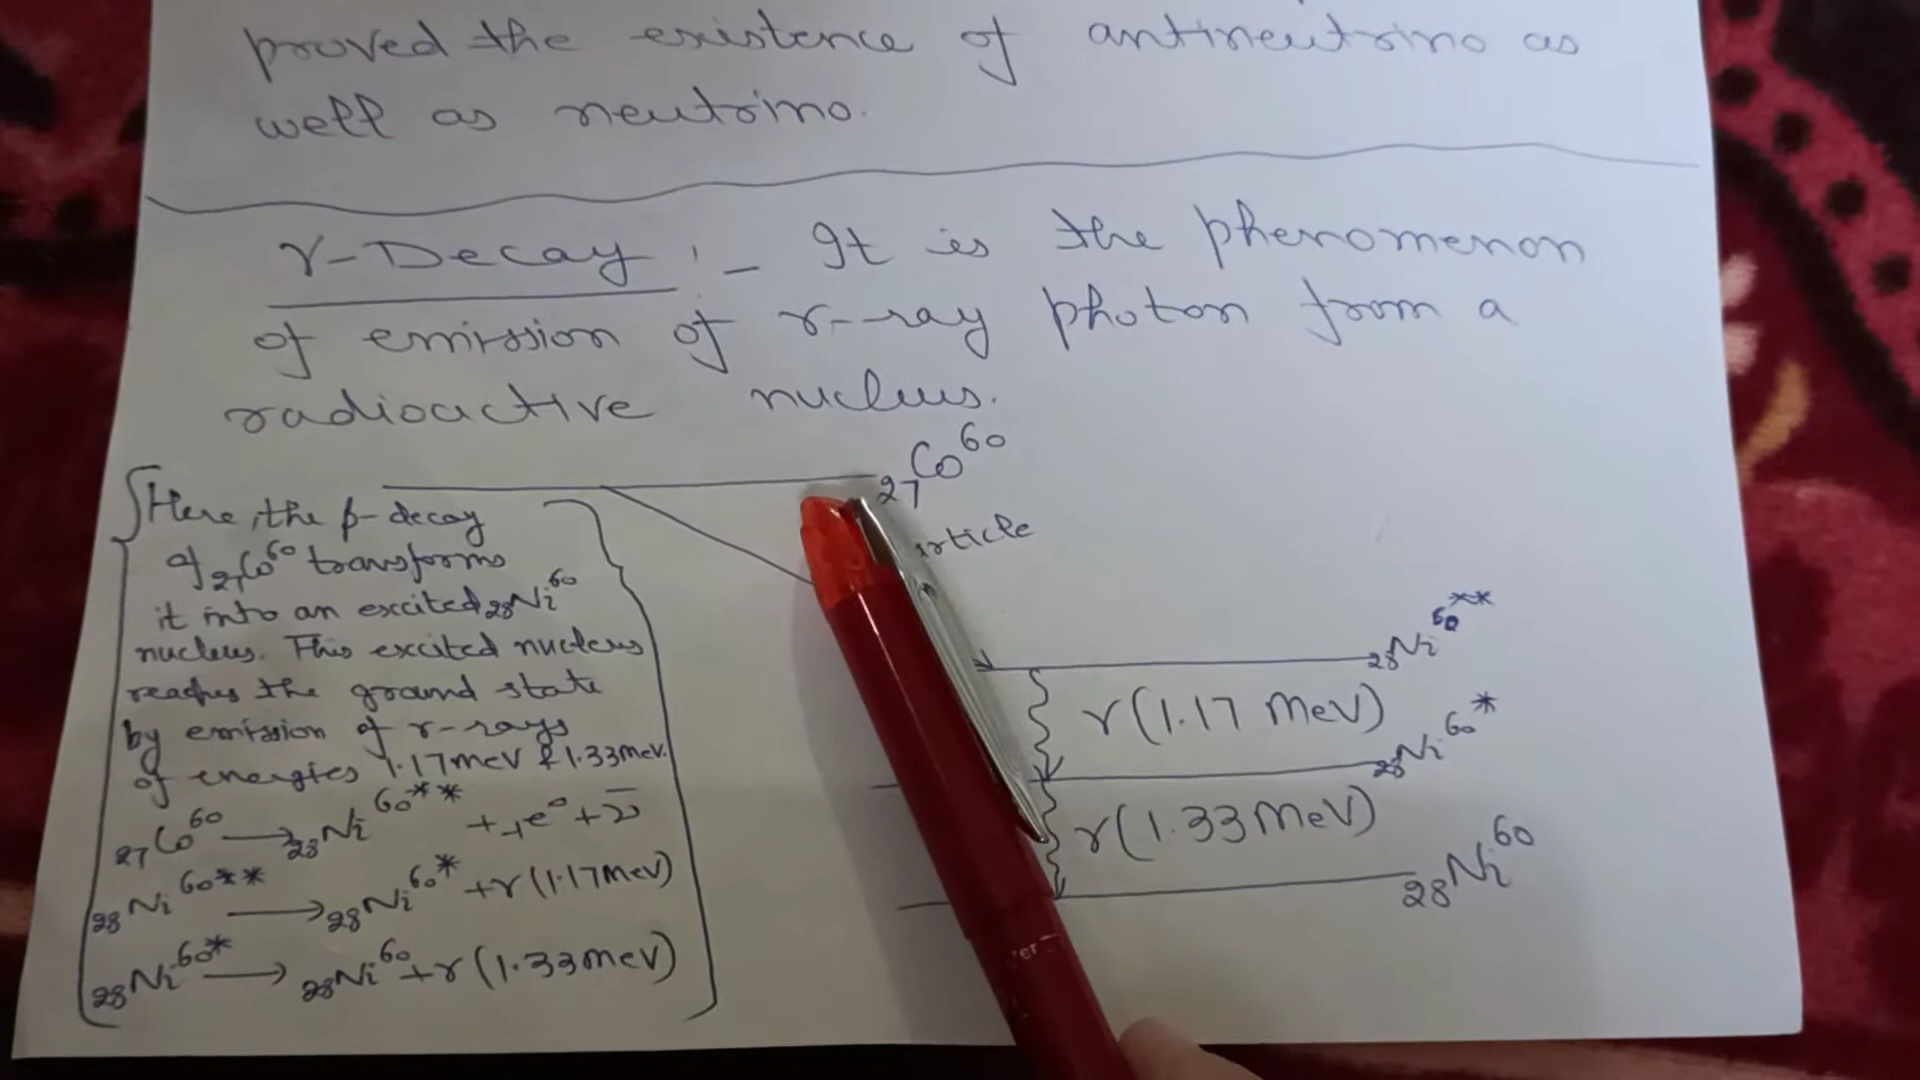 proved the existence of antineutrino as
well as neutrino.
γ-Decay :- It is the phenomenon
of emission of γ-ray photon from a
radioactive nucleus.
₂₇Co⁶⁰
article
Here, the β-decay
of ₂₇Co⁶⁰ transforms
it into an excited ₂₈Ni⁶⁰
nucleus. This excited nucleus
reaches the ground state
by emission of γ-rays
of energies 1.17meV & 1.33meV.
₂₇Co⁶⁰ → ₂₈Ni⁶⁰** + ₋₁e⁰ + ν̅
₂₈Ni⁶⁰** → ₂₈Ni⁶⁰* + γ (1.17meV)
₂₈Ni⁶⁰* → ₂₈Ni⁶⁰ + γ (1.33meV)
₂₈Ni⁶⁰**
γ (1.17 MeV)
₂₈Ni⁶⁰*
γ (1.33 MeV)
₂₈Ni⁶⁰